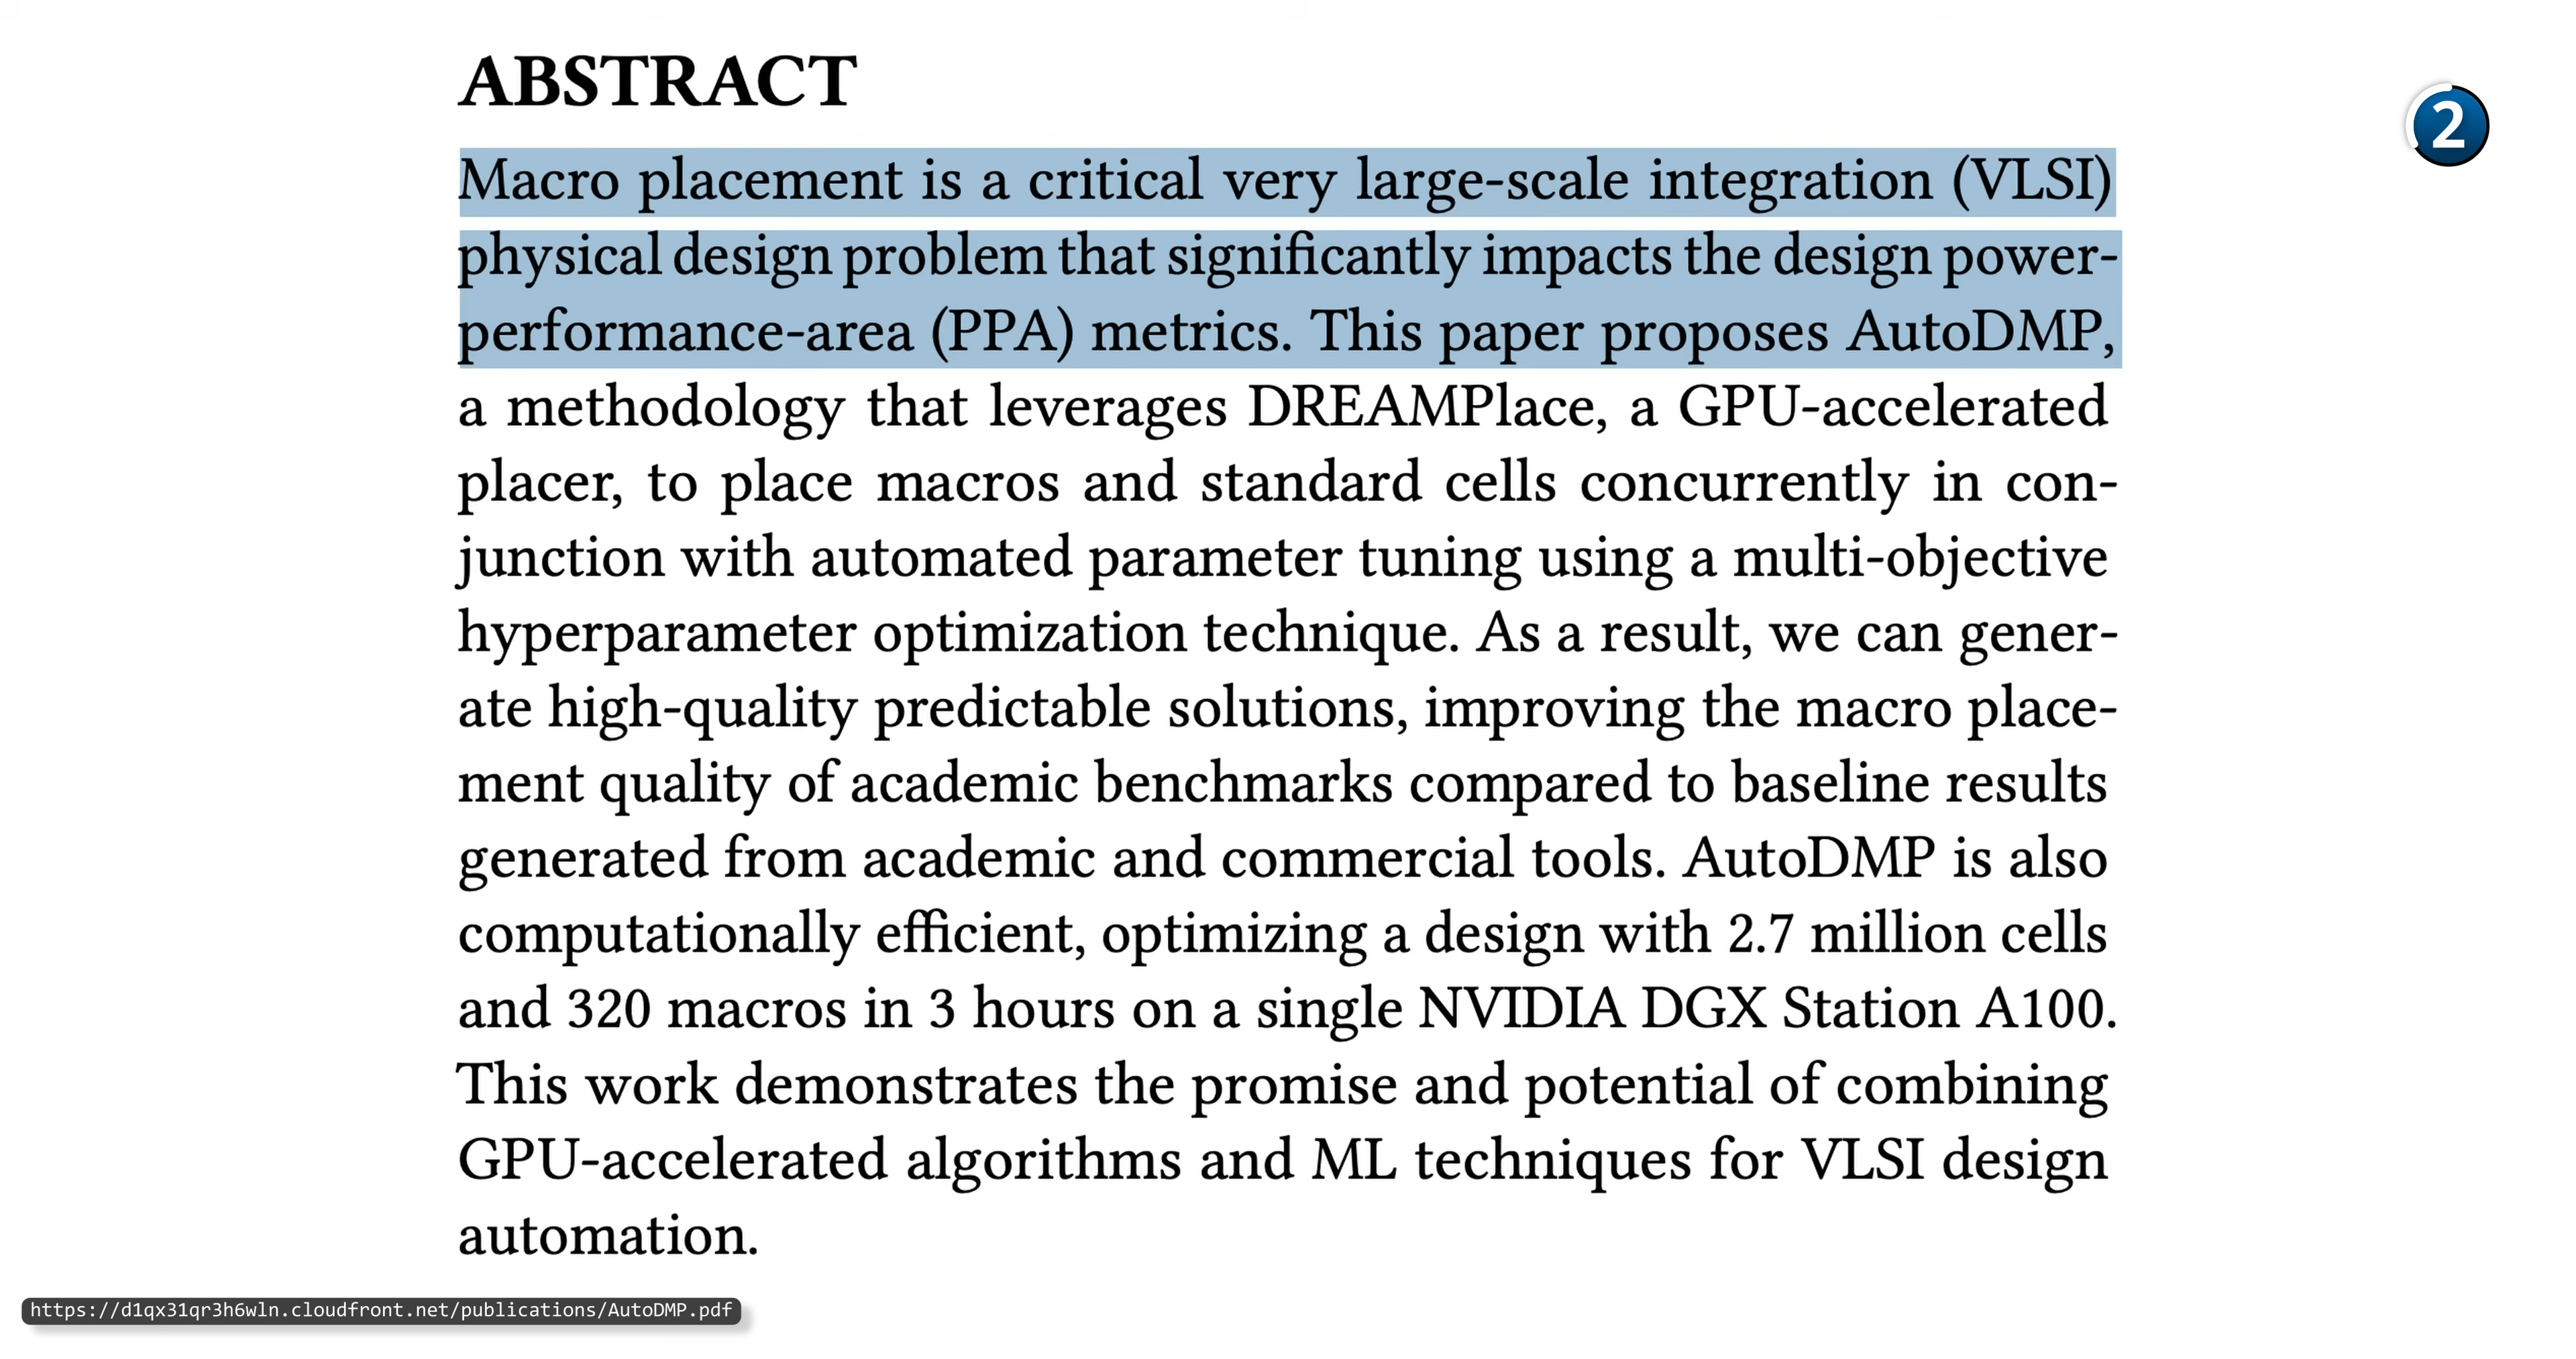 ABSTRACT
2
Macro placement is a critical very large-scale integration (VLSI)
physical design problem that significantly impacts the design power-
performance-area (PPA) metrics. This paper proposes AutoDMP,
a methodology that leverages DREAMPlace, a GPU-accelerated
placer, to place macros and standard cells concurrently in con-
junction with automated parameter tuning using a multi-objective
hyperparameter optimization technique. As a result, we can gener-
ate high-quality predictable solutions, improving the macro place-
ment quality of academic benchmarks compared to baseline results
generated from academic and commercial tools. AutoDMP is also
computationally efficient, optimizing a design with 2.7 million cells
and 320 macros in 3 hours on a single NVIDIA DGX Station A100.
This work demonstrates the promise and potential of combining
GPU-accelerated algorithms and ML techniques for VLSI design
automation.
https://d1qx31qr3h6wln.cloudfront.net/publications/AutoDMP.pdf